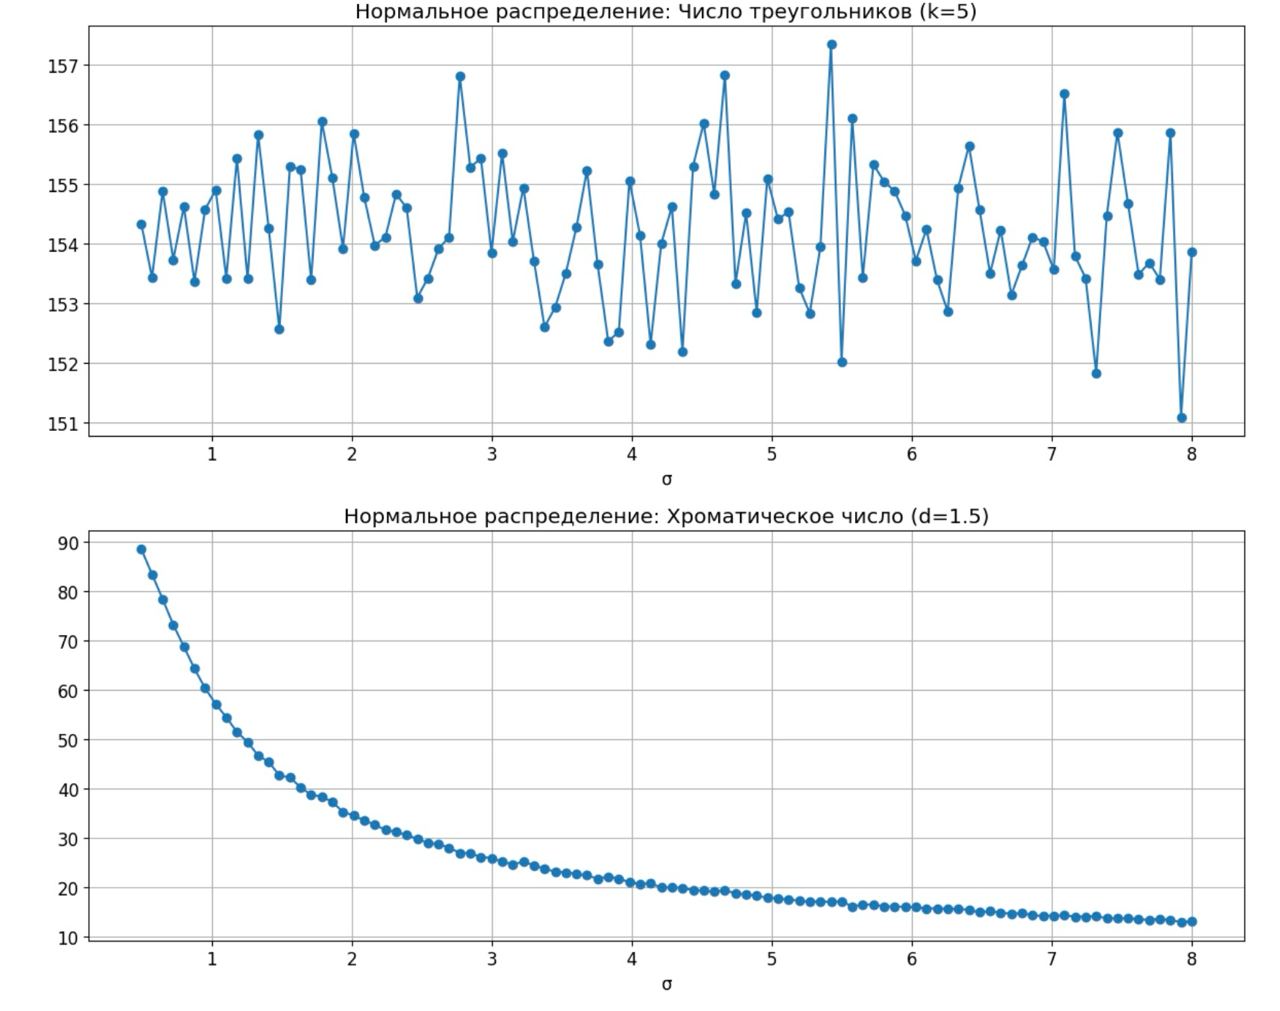 Нормальное распределение: Число треугольников (k=5)
157
156
155
154
153
152
151
1 2 3 4 5 6 7 8
σ
Нормальное распределение: Хроматическое число (d=1.5)
90
80
70
60
50
40
30
20
10
1 2 3 4 5 6 7 8
σ